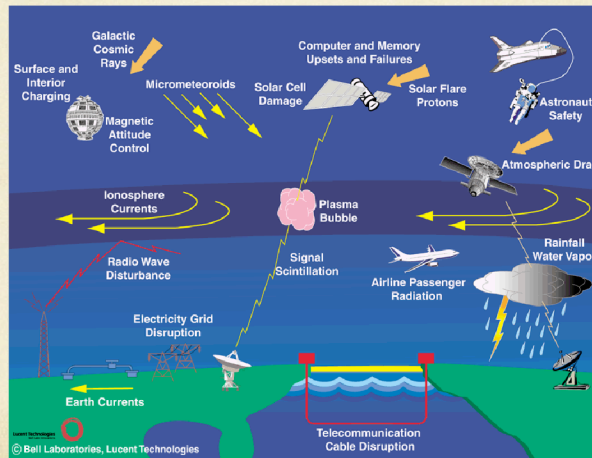 Galactic
Cosmic
Rays
Computer and Memory
Upsets and Failures
Surface and
Interior
Charging
Micrometeoroids
Solar Cell
Damage
Solar Flare
Protons
Astronaut
Safety
Magnetic
Attitude
Control
Atmospheric Dra
Ionosphere
Currents
Plasma
Bubble
Radio Wave
Disturbance
Signal
Scintillation
Airline Passenger
Radiation
Rainfall
Water Vapo
Electricity Grid
Disruption
Earth Currents
Telecommunication
Cable Disruption
Lucent Technologies
© Bell Laboratories, Lucent Technologies